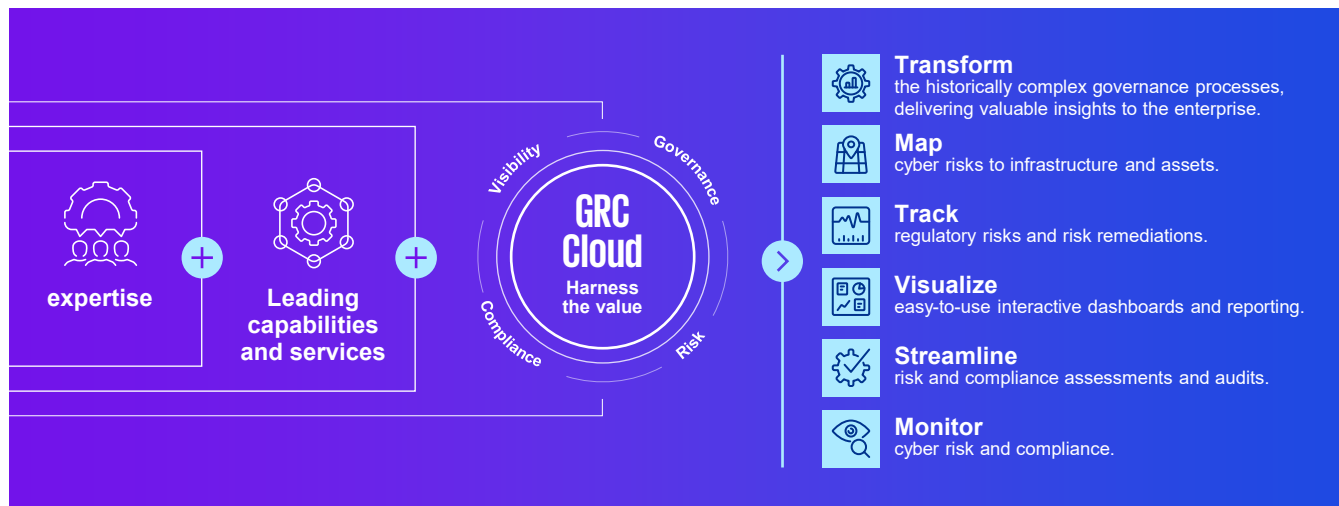 expertise
Leading
capabilities
and services
Visibility
Governance
GRC
Cloud
Harness
the value
Compliance
Risk
Transform
the historically complex governance processes,
delivering valuable insights to the enterprise.
Map
cyber risks to infrastructure and assets.
Track
regulatory risks and risk remediations.
Visualize
easy-to-use interactive dashboards and reporting.
Streamline
risk and compliance assessments and audits.
Monitor
cyber risk and compliance.